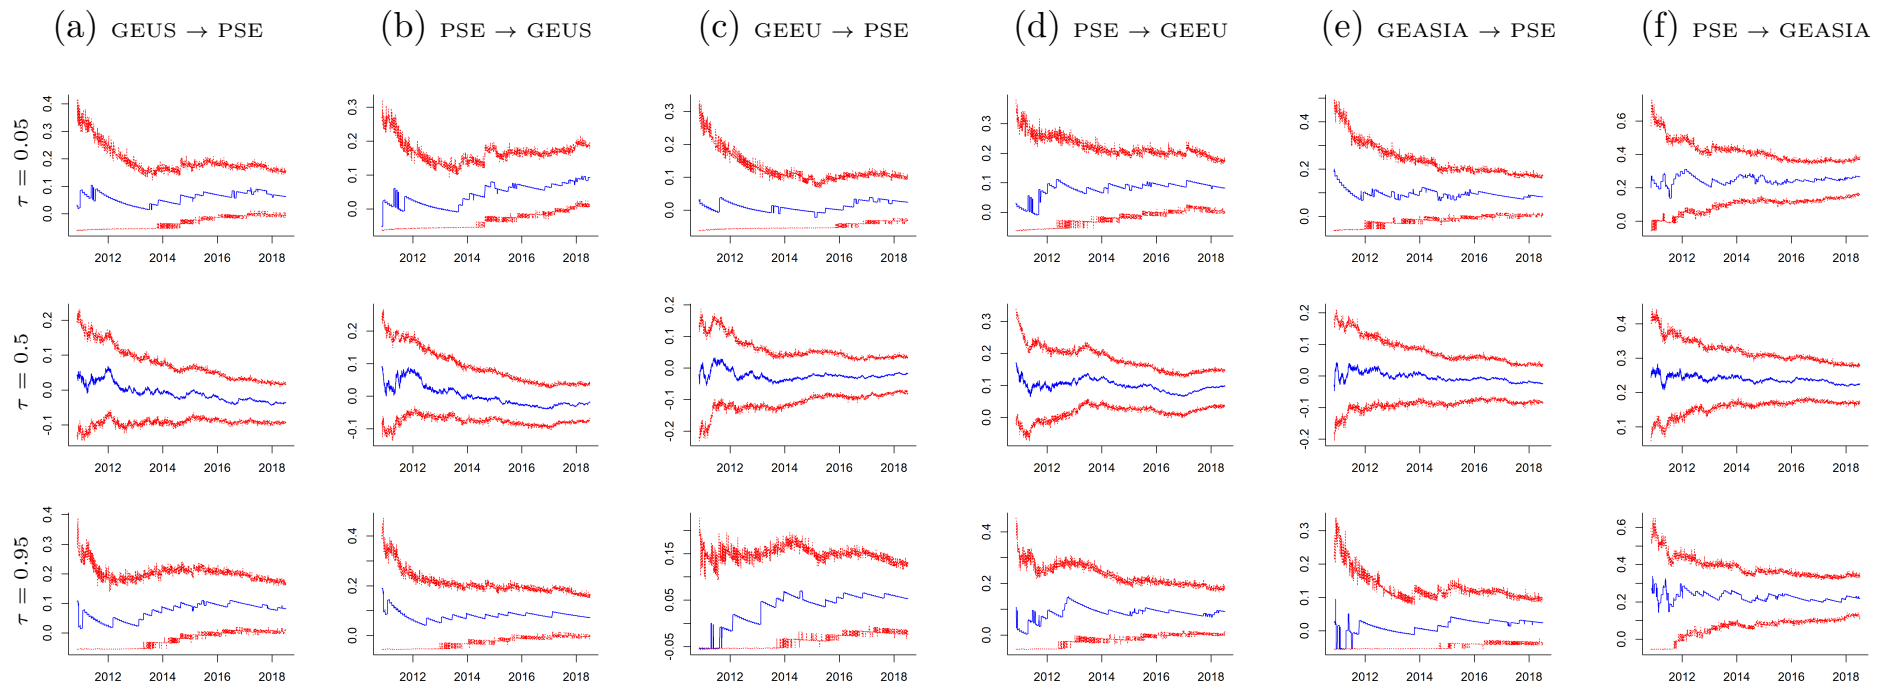 (a) GEUS → PSE (b) PSE → GEUS (c) GEEU → PSE (d) PSE → GEEU (e) GEASIA → PSE (f) PSE → GEASIA
τ = 0.05
0.4 0.3 0.2 0.1 0.0
0.3 0.2 0.1 0.0
0.3 0.2 0.1 0.0
0.3 0.2 0.1 0.0
0.4 0.2 0.0
0.6 0.4 0.2 0.0
2012 2014 2016 2018 2012 2014 2016 2018 2012 2014 2016 2018 2012 2014 2016 2018 2012 2014 2016 2018 2012 2014 2016 2018
τ = 0.5
0.2 0.1 0.0 -0.1
0.2 0.1 0.0 -0.1
0.2 0.1 0.0 -0.1 -0.2
0.3 0.2 0.1 0.0
0.2 0.1 0.0 -0.1 -0.2
0.4 0.3 0.2 0.1
2012 2014 2016 2018 2012 2014 2016 2018 2012 2014 2016 2018 2012 2014 2016 2018 2012 2014 2016 2018 2012 2014 2016 2018
τ = 0.95
0.4 0.3 0.2 0.1 0.0
0.4 0.2 0.0
0.15 0.05 -0.05
0.4 0.2 0.0
0.3 0.2 0.1 0.0
0.6 0.4 0.2 0.0
2012 2014 2016 2018 2012 2014 2016 2018 2012 2014 2016 2018 2012 2014 2016 2018 2012 2014 2016 2018 2012 2014 2016 2018